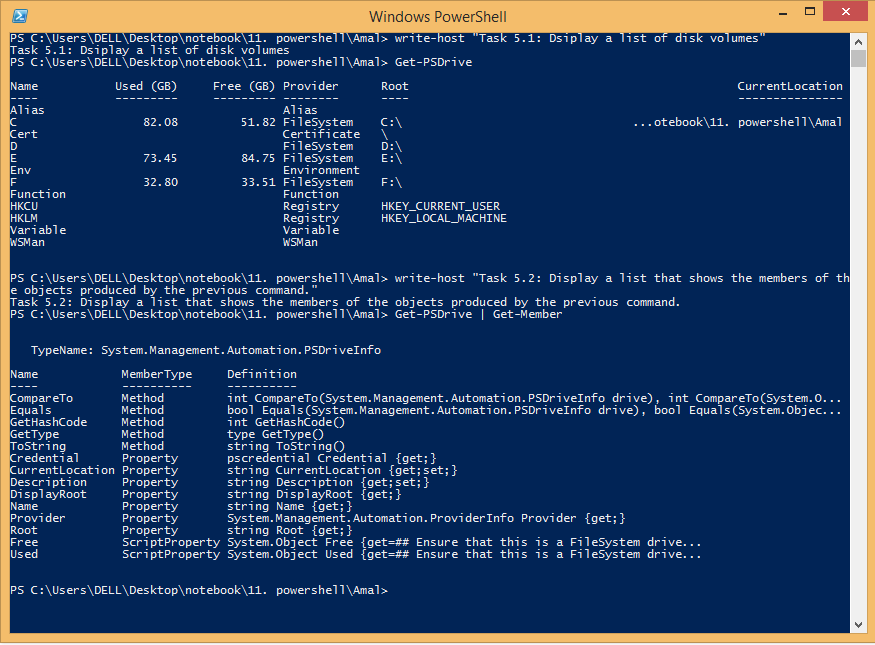 Windows PowerShell
PS C:\Users\DELL\Desktop\notebook\11. powershell\Amal> write-host "Task 5.1: Dsiplay a list of disk volumes"
Task 5.1: Dsiplay a list of disk volumes
PS C:\Users\DELL\Desktop\notebook\11. powershell\Amal> Get-PSDrive
Name           Used (GB)     Free (GB) Provider      Root                                               CurrentLocation
----           ---------     --------- --------      ----                                               ---------------
Alias                                  Alias
C                  82.08         51.82 FileSystem    C:\                                 ...otebook\11. powershell\Amal
Cert                                   Certificate   \
D                                      FileSystem    D:\
E                  73.45         84.75 FileSystem    E:\
Env                                    Environment
F                  32.80         33.51 FileSystem    F:\
Function                               Function
HKCU                                   Registry      HKEY_CURRENT_USER
HKLM                                   Registry      HKEY_LOCAL_MACHINE
Variable                               Variable
WSMan                                  WSMan
PS C:\Users\DELL\Desktop\notebook\11. powershell\Amal> write-host "Task 5.2: Display a list that shows the members of th
e objects produced by the previous command."
Task 5.2: Display a list that shows the members of the objects produced by the previous command.
PS C:\Users\DELL\Desktop\notebook\11. powershell\Amal> Get-PSDrive | Get-Member
   TypeName: System.Management.Automation.PSDriveInfo
Name            MemberType     Definition
----            ----------     ----------
CompareTo       Method         int CompareTo(System.Management.Automation.PSDriveInfo drive), int CompareTo(System.O...
Equals          Method         bool Equals(System.Management.Automation.PSDriveInfo drive), bool Equals(System.Objec...
GetHashCode     Method         int GetHashCode()
GetType         Method         type GetType()
ToString        Method         string ToString()
Credential      Property       pscredential Credential {get;}
CurrentLocation Property       string CurrentLocation {get;set;}
Description     Property       string Description {get;set;}
DisplayRoot     Property       string DisplayRoot {get;}
Name            Property       string Name {get;}
Provider        Property       System.Management.Automation.ProviderInfo Provider {get;}
Root            Property       string Root {get;}
Free            ScriptProperty System.Object Free {get=## Ensure that this is a FileSystem drive...
Used            ScriptProperty System.Object Used {get=## Ensure that this is a FileSystem drive...
PS C:\Users\DELL\Desktop\notebook\11. powershell\Amal>